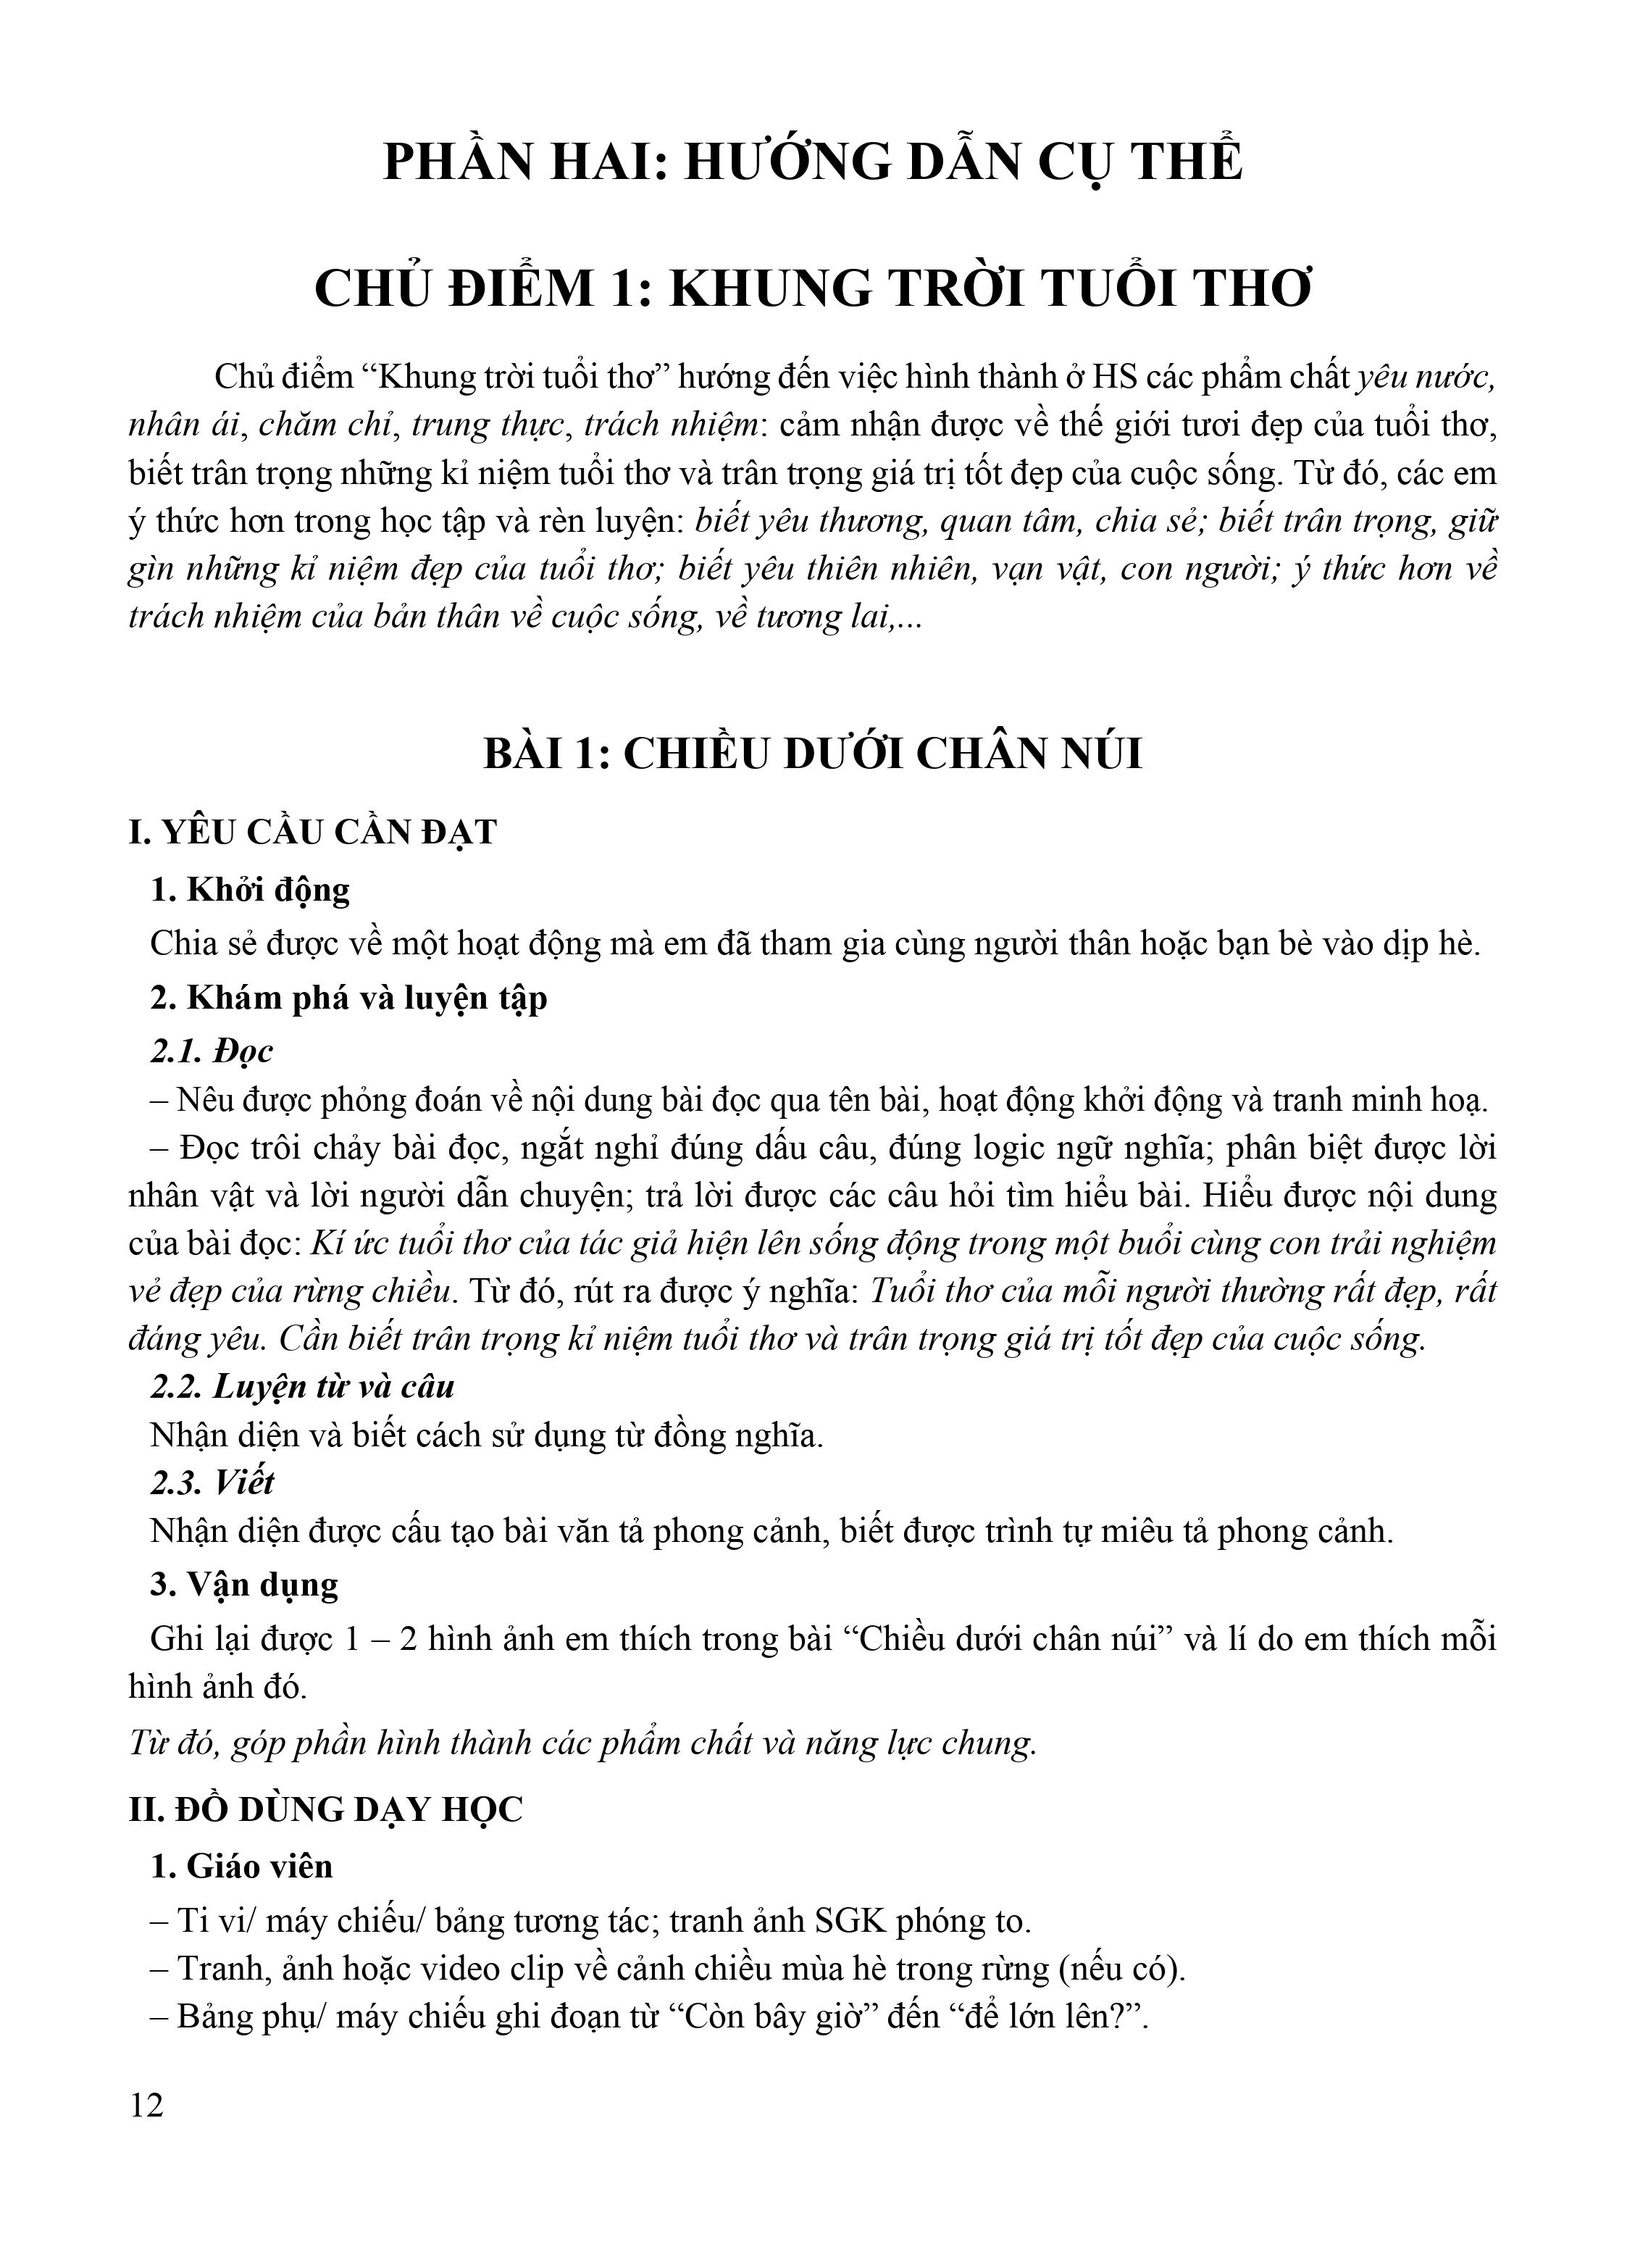 PHẦN HAI: HƯỚNG DẪN CỤ THỂ
CHỦ ĐIỂM 1: KHUNG TRỜI TUỔI THƠ
Chủ điểm “Khung trời tuổi thơ” hướng đến việc hình thành ở HS các phẩm chất yêu nước,
nhân ái, chăm chỉ, trung thực, trách nhiệm: cảm nhận được về thế giới tươi đẹp của tuổi thơ,
biết trân trọng những kỉ niệm tuổi thơ và trân trọng giá trị tốt đẹp của cuộc sống. Từ đó, các em
ý thức hơn trong học tập và rèn luyện: biết yêu thương, quan tâm, chia sẻ; biết trân trọng, giữ
gìn những kỉ niệm đẹp của tuổi thơ; biết yêu thiên nhiên, vạn vật, con người; ý thức hơn về
trách nhiệm của bản thân về cuộc sống, về tương lai,...
BÀI 1: CHIỀU DƯỚI CHÂN NÚI
I. YÊU CẦU CẦN ĐẠT
1. Khởi động
Chia sẻ được về một hoạt động mà em đã tham gia cùng người thân hoặc bạn bè vào dịp hè.
2. Khám phá và luyện tập
2.1. Đọc
– Nêu được phỏng đoán về nội dung bài đọc qua tên bài, hoạt động khởi động và tranh minh hoạ.
– Đọc trôi chảy bài đọc, ngắt nghỉ đúng dấu câu, đúng logic ngữ nghĩa; phân biệt được lời
nhân vật và lời người dẫn chuyện; trả lời được các câu hỏi tìm hiểu bài. Hiểu được nội dung
của bài đọc: Kí ức tuổi thơ của tác giả hiện lên sống động trong một buổi cùng con trải nghiệm
vẻ đẹp của rừng chiều. Từ đó, rút ra được ý nghĩa: Tuổi thơ của mỗi người thường rất đẹp, rất
đáng yêu. Cần biết trân trọng kỉ niệm tuổi thơ và trân trọng giá trị tốt đẹp của cuộc sống.
2.2. Luyện từ và câu
Nhận diện và biết cách sử dụng từ đồng nghĩa.
2.3. Viết
Nhận diện được cấu tạo bài văn tả phong cảnh, biết được trình tự miêu tả phong cảnh.
3. Vận dụng
Ghi lại được 1 – 2 hình ảnh em thích trong bài “Chiều dưới chân núi” và lí do em thích mỗi
hình ảnh đó.
Từ đó, góp phần hình thành các phẩm chất và năng lực chung.
II. ĐỒ DÙNG DẠY HỌC
1. Giáo viên
– Ti vi/ máy chiếu/ bảng tương tác; tranh ảnh SGK phóng to.
– Tranh, ảnh hoặc video clip về cảnh chiều mùa hè trong rừng (nếu có).
– Bảng phụ/ máy chiếu ghi đoạn từ “Còn bây giờ” đến “để lớn lên?”.
12